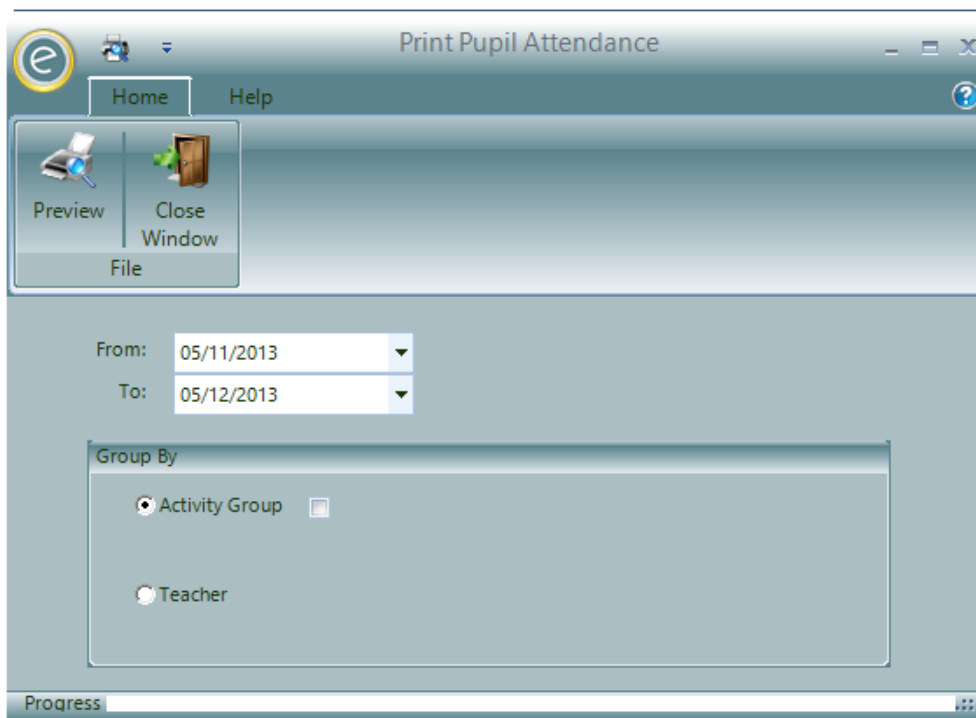 e
Print Pupil Attendance
Home Help
Preview
Close
Window
File
From: 05/11/2013
To: 05/12/2013
Group By
Activity Group
Teacher
Progress